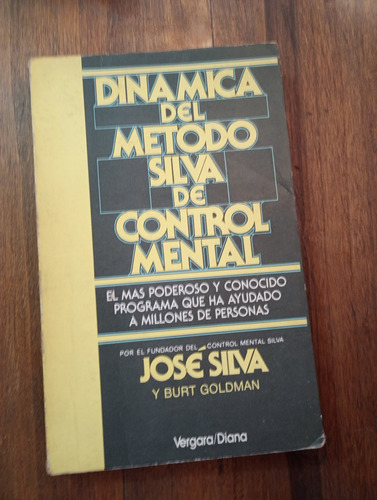 DINAMICA
DEL
METODO
SILVA
DE
CONTROL
MENTAL
EL MAS PODEROSO Y CONOCIDO
PROGRAMA QUE HA AYUDADO
A MILLONES DE PERSONAS
POR EL FUNDADOR DEL CONTROL MENTAL SILVA
JOSÉ SILVA
Y BURT GOLDMAN
Vergara/Diana